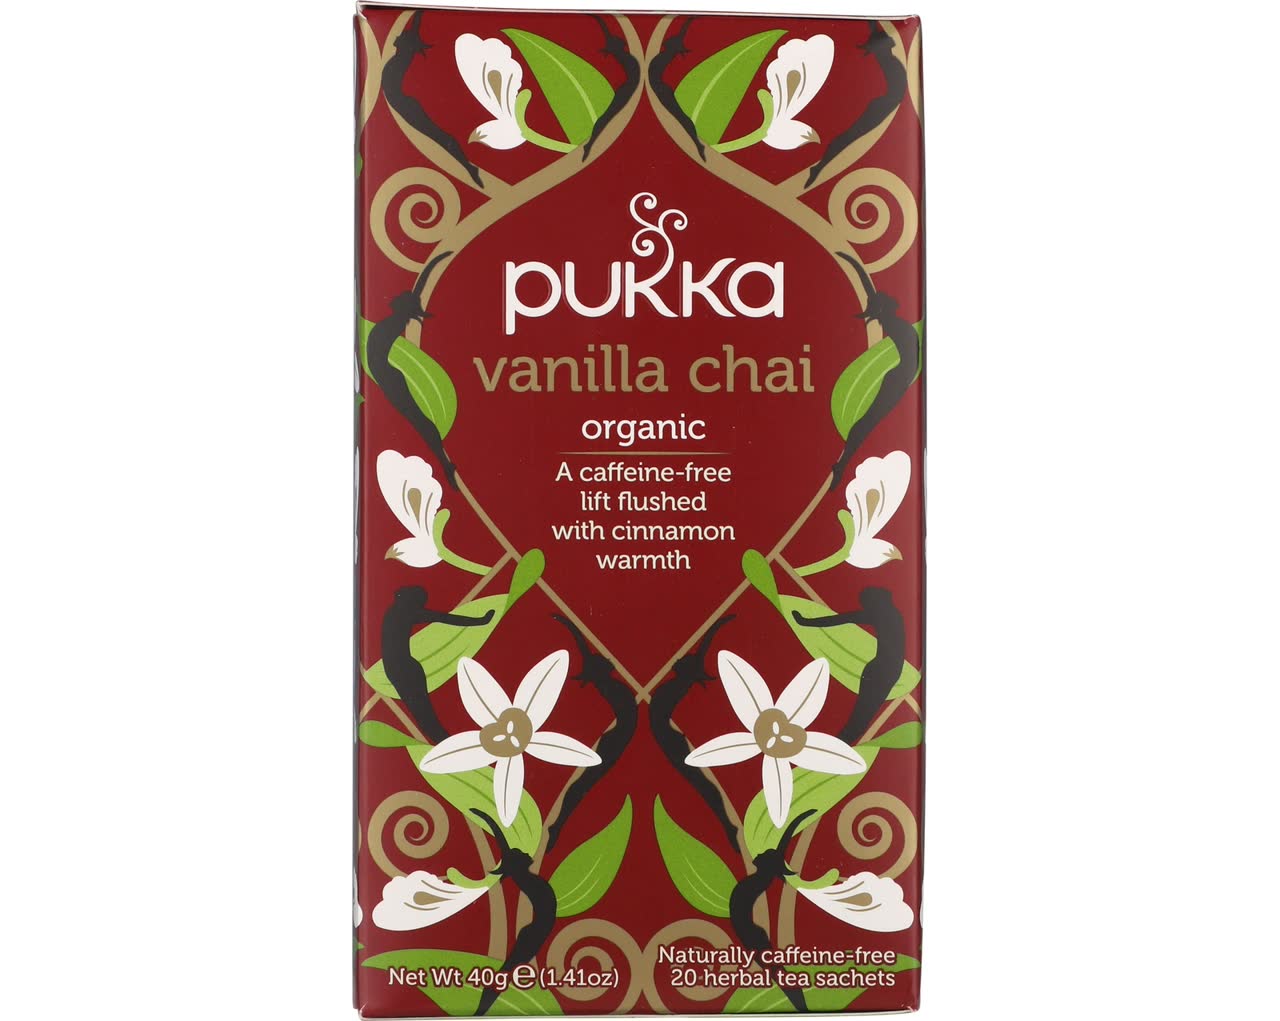 pukka
vanilla chai
organic
A caffeine-free
lift flushed
with cinnamon
warmth
Naturally caffeine-free
Net Wt 40g ℮ (1.41oz)
20 herbal tea sachets